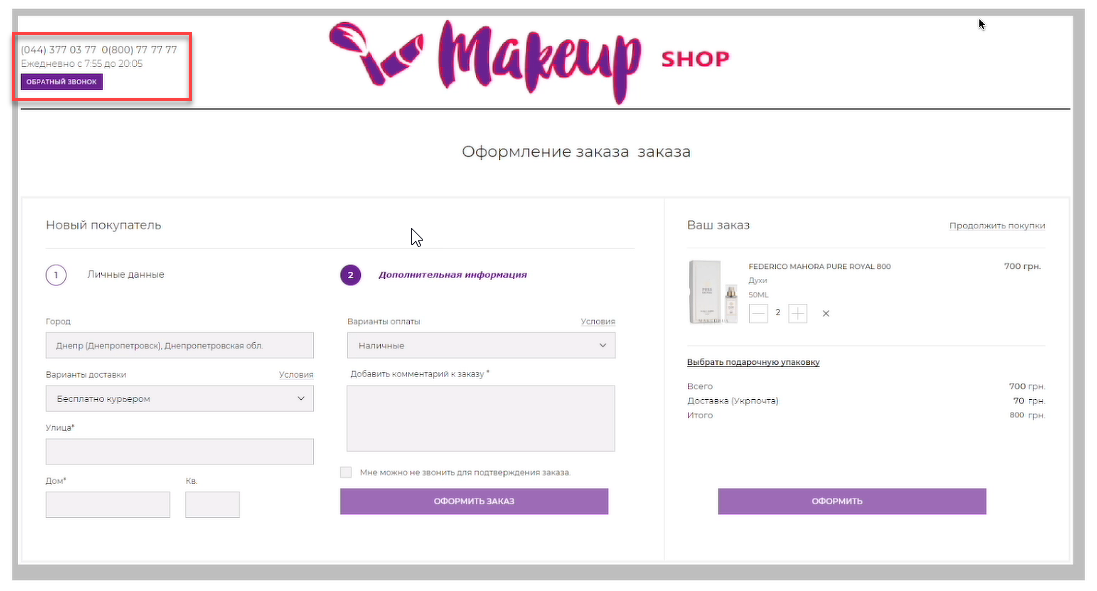 (044) 377 03 77  0(800) 77 77 77
Ежедневно с 7:55 до 20:05
ОБРАТНЫЙ ЗВОНОК
Makeup SHOP
Оформление заказа  заказа
Новый покупатель
1 Личные данные
2 Дополнительная информация
Город
Днепр (Днепропетровск), Днепропетровская обл.
Варианты доставки Условия
Бесплатно курьером
Улица*
Дом* Кв.
Варианты оплаты Условия
Наличные
Добавить комментарий к заказу *
Мне можно не звонить для подтверждения заказа.
ОФОРМИТЬ ЗАКАЗ
Ваш заказ Продолжить покупки
FEDERICO MAHORA PURE ROYAL 800 700 грн.
Духи
50ML
2
Выбрать подарочную упаковку
Всего 700 грн.
Доставка (Укрпочта) 70 грн.
Итого 800 грн.
ОФОРМИТЬ